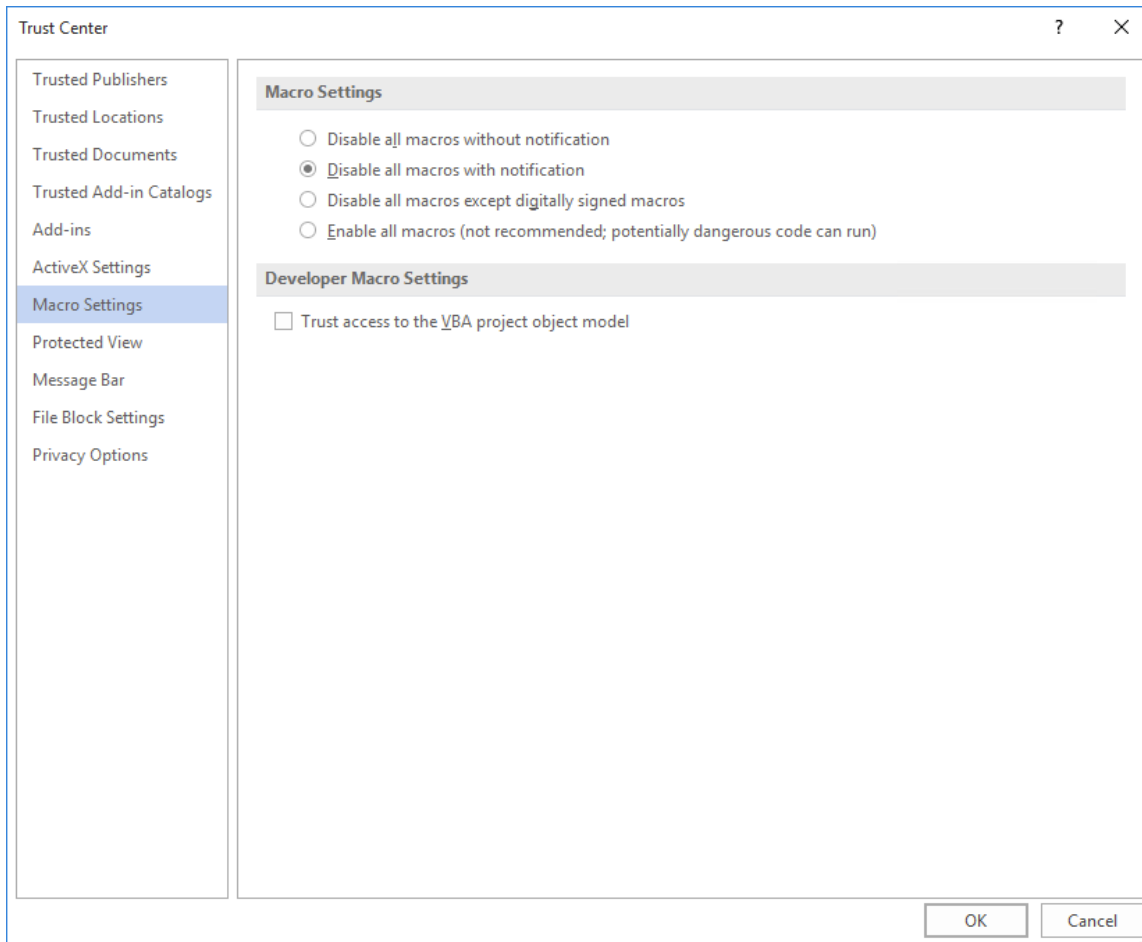 Trust Center
?
Trusted Publishers
Trusted Locations
Trusted Documents
Trusted Add-in Catalogs
Add-ins
ActiveX Settings
Macro Settings
Protected View
Message Bar
File Block Settings
Privacy Options
Macro Settings
Disable all macros without notification
Disable all macros with notification
Disable all macros except digitally signed macros
Enable all macros (not recommended; potentially dangerous code can run)
Developer Macro Settings
Trust access to the VBA project object model
OK
Cancel